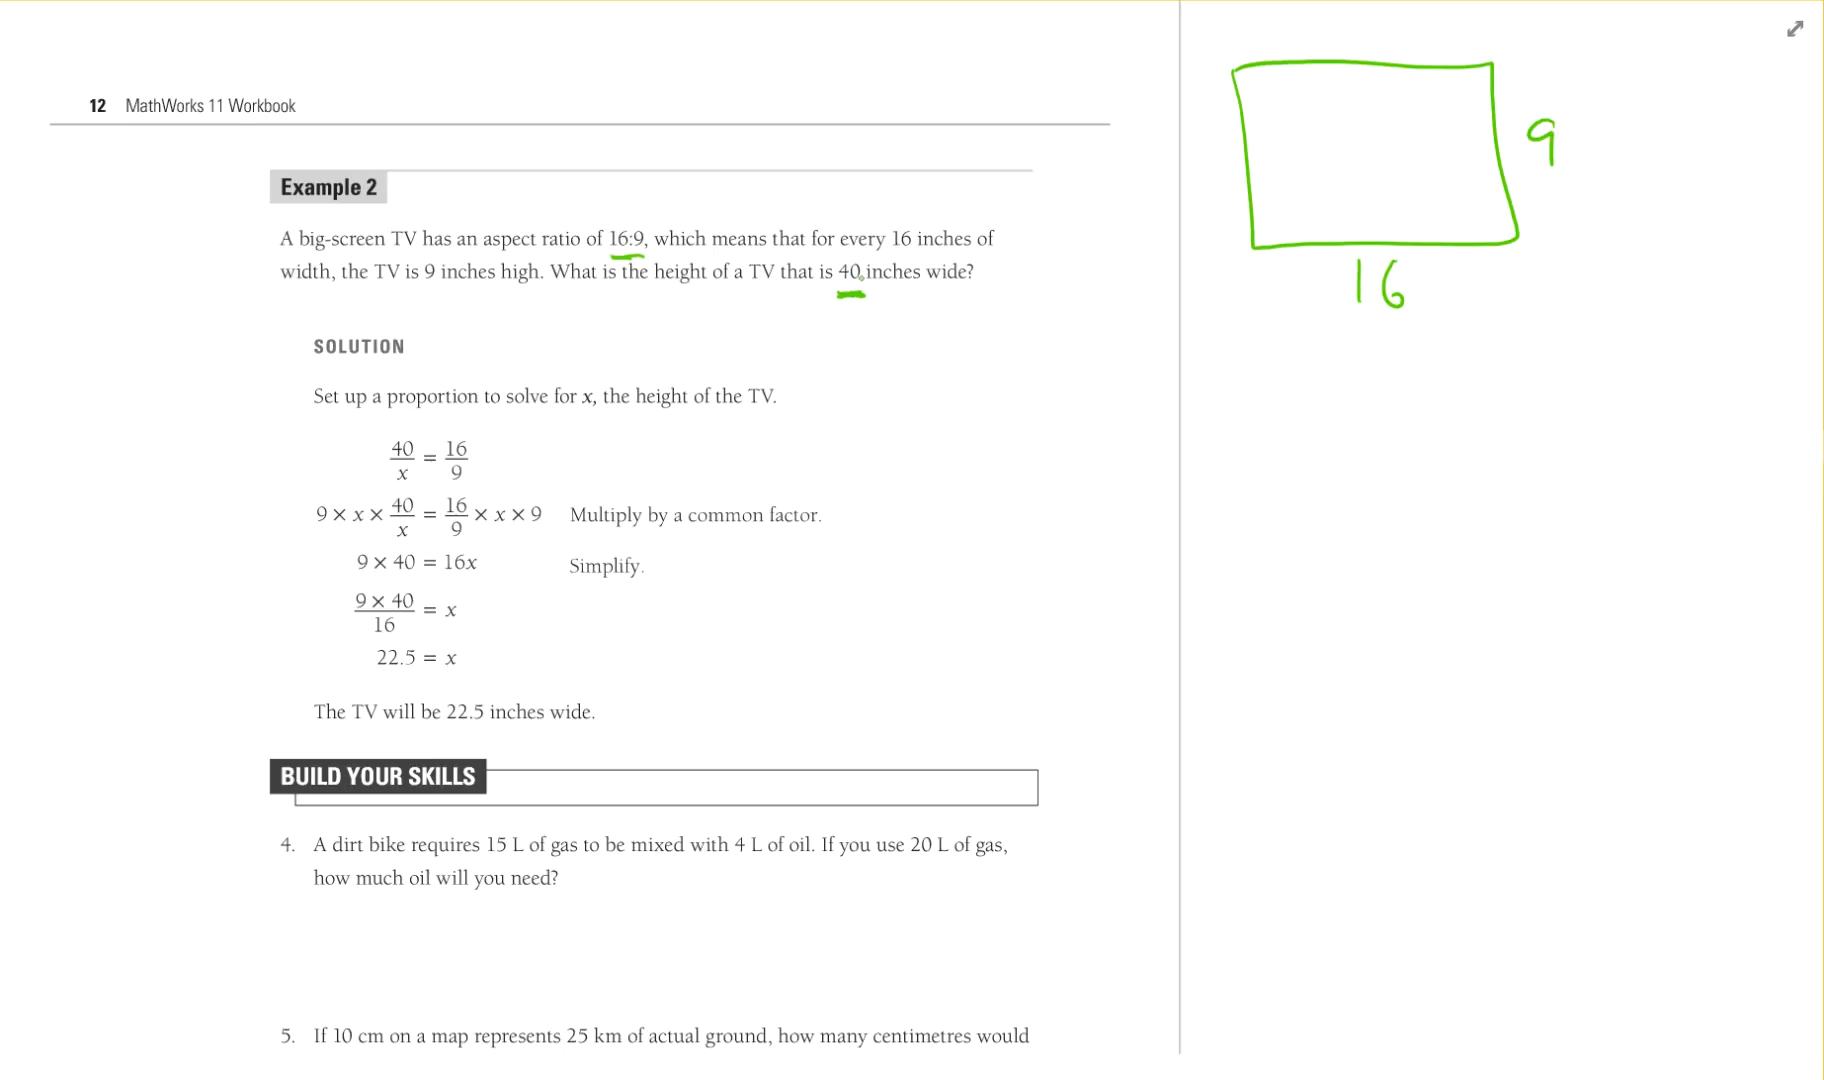 12 MathWorks 11 Workbook
Example 2
A big-screen TV has an aspect ratio of 16:9, which means that for every 16 inches of
width, the TV is 9 inches high. What is the height of a TV that is 40 inches wide?
SOLUTION
Set up a proportion to solve for x, the height of the TV.
40/x = 16/9
9 × x × 40/x = 16/9 × x × 9 Multiply by a common factor.
9 × 40 = 16x Simplify.
(9 × 40)/16 = x
22.5 = x
The TV will be 22.5 inches wide.
BUILD YOUR SKILLS
4. A dirt bike requires 15 L of gas to be mixed with 4 L of oil. If you use 20 L of gas,
how much oil will you need?
5. If 10 cm on a map represents 25 km of actual ground, how many centimetres would
9
16